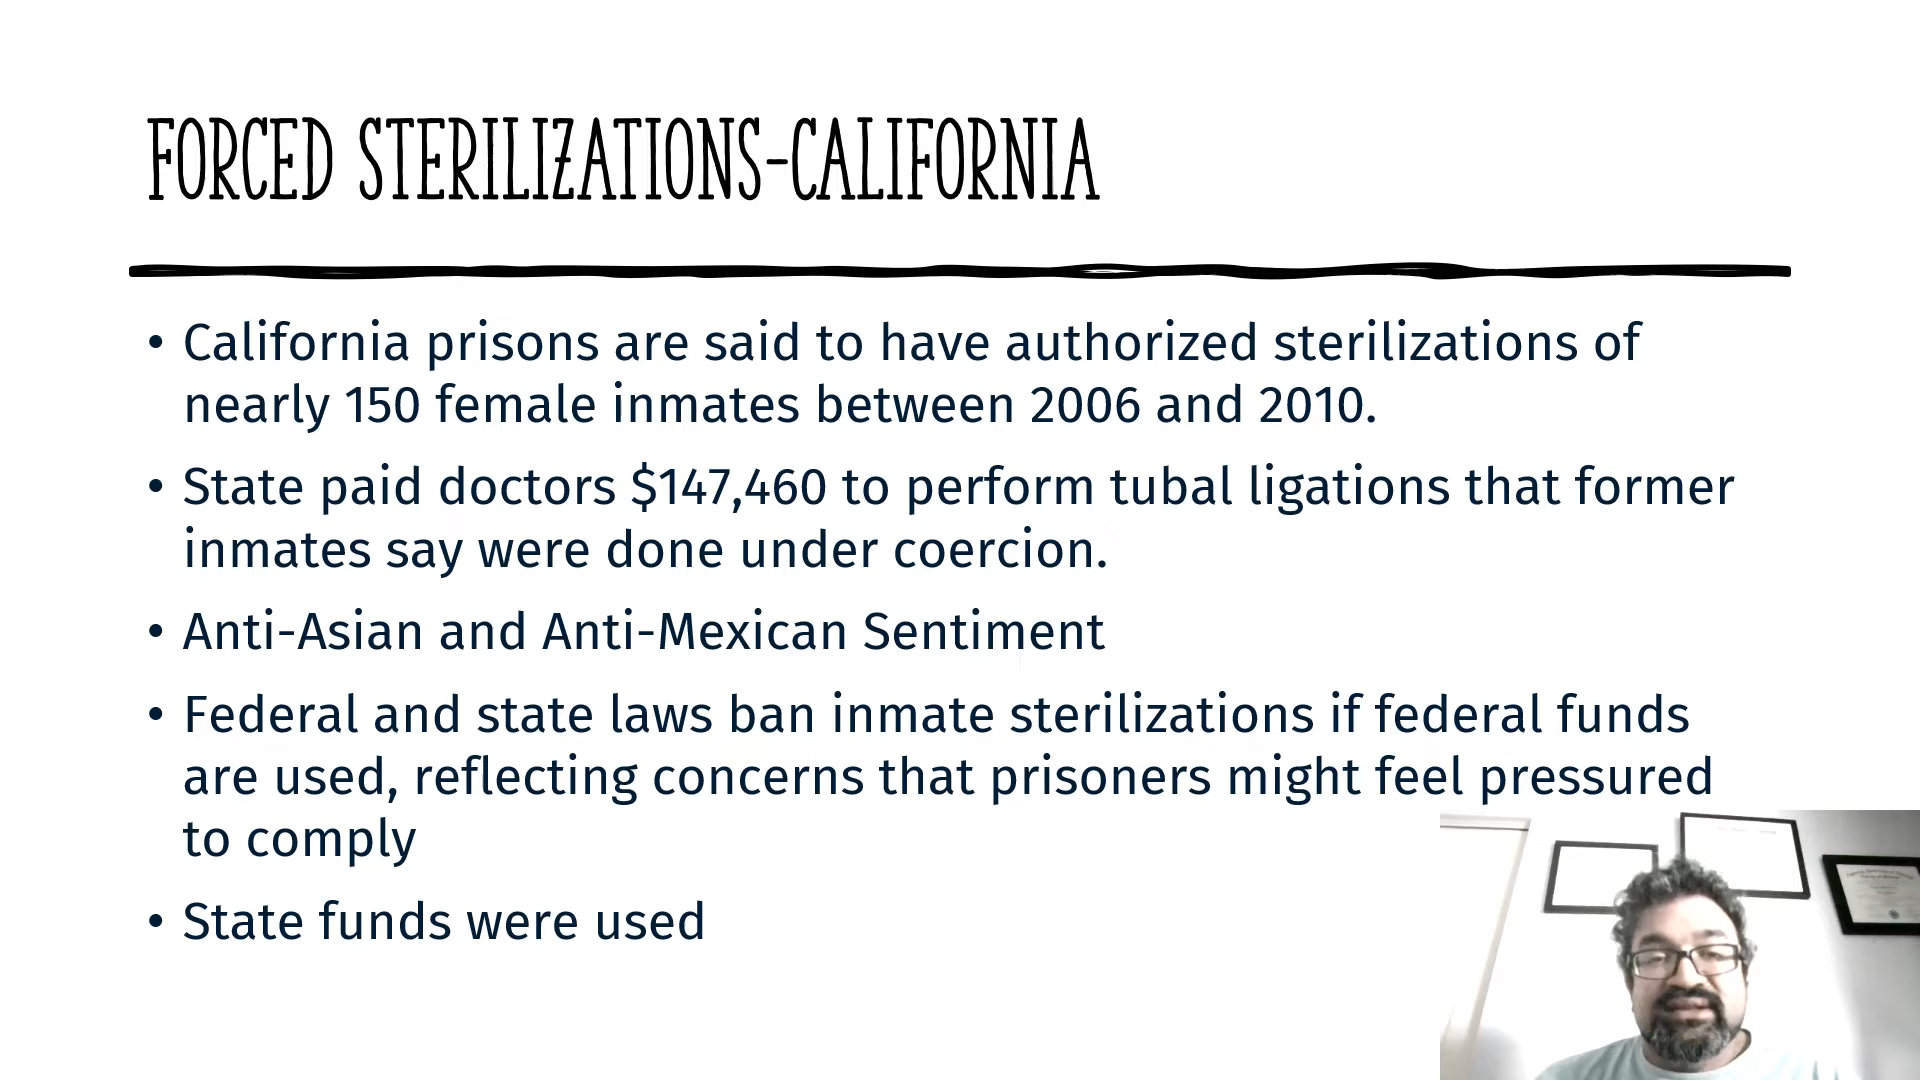 FORCED STERILIZATIONS-CALIFORNIA
• California prisons are said to have authorized sterilizations of
nearly 150 female inmates between 2006 and 2010.
• State paid doctors $147,460 to perform tubal ligations that former
inmates say were done under coercion.
• Anti-Asian and Anti-Mexican Sentiment
• Federal and state laws ban inmate sterilizations if federal funds
are used, reflecting concerns that prisoners might feel pressured
to comply
• State funds were used